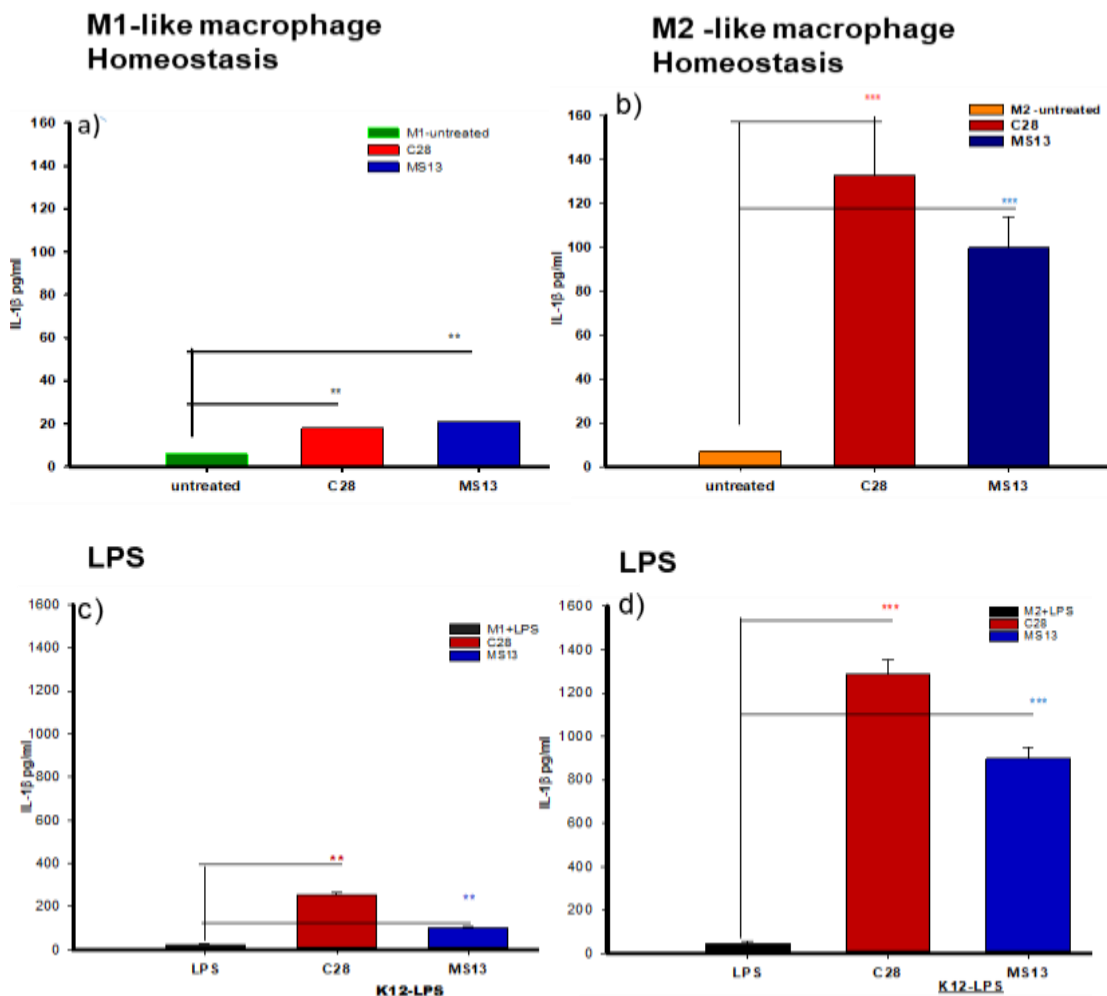 M1-like macrophage
Homeostasis
M2 -like macrophage
Homeostasis
a)
160
140
120
100
80
60
40
20
0
IL-1β pg/ml
M1-untreated
C28
MS13
**
**
untreated
C28
MS13
b)
160
140
120
100
80
60
40
20
0
IL-1β pg/ml
***
M2 -untreated
C28
MS13
***
untreated
C28
MS13
LPS
c)
1600
1400
1200
1000
800
600
400
200
0
IL-1β pg/ml
M1+LPS
C28
MS13
**
**
LPS
C28
MS13
K12-LPS
LPS
d)
1600
1400
1200
1000
800
600
400
200
0
IL-1β pg/ml
***
M2+LPS
C28
MS13
***
LPS
C28
MS13
K12-LPS